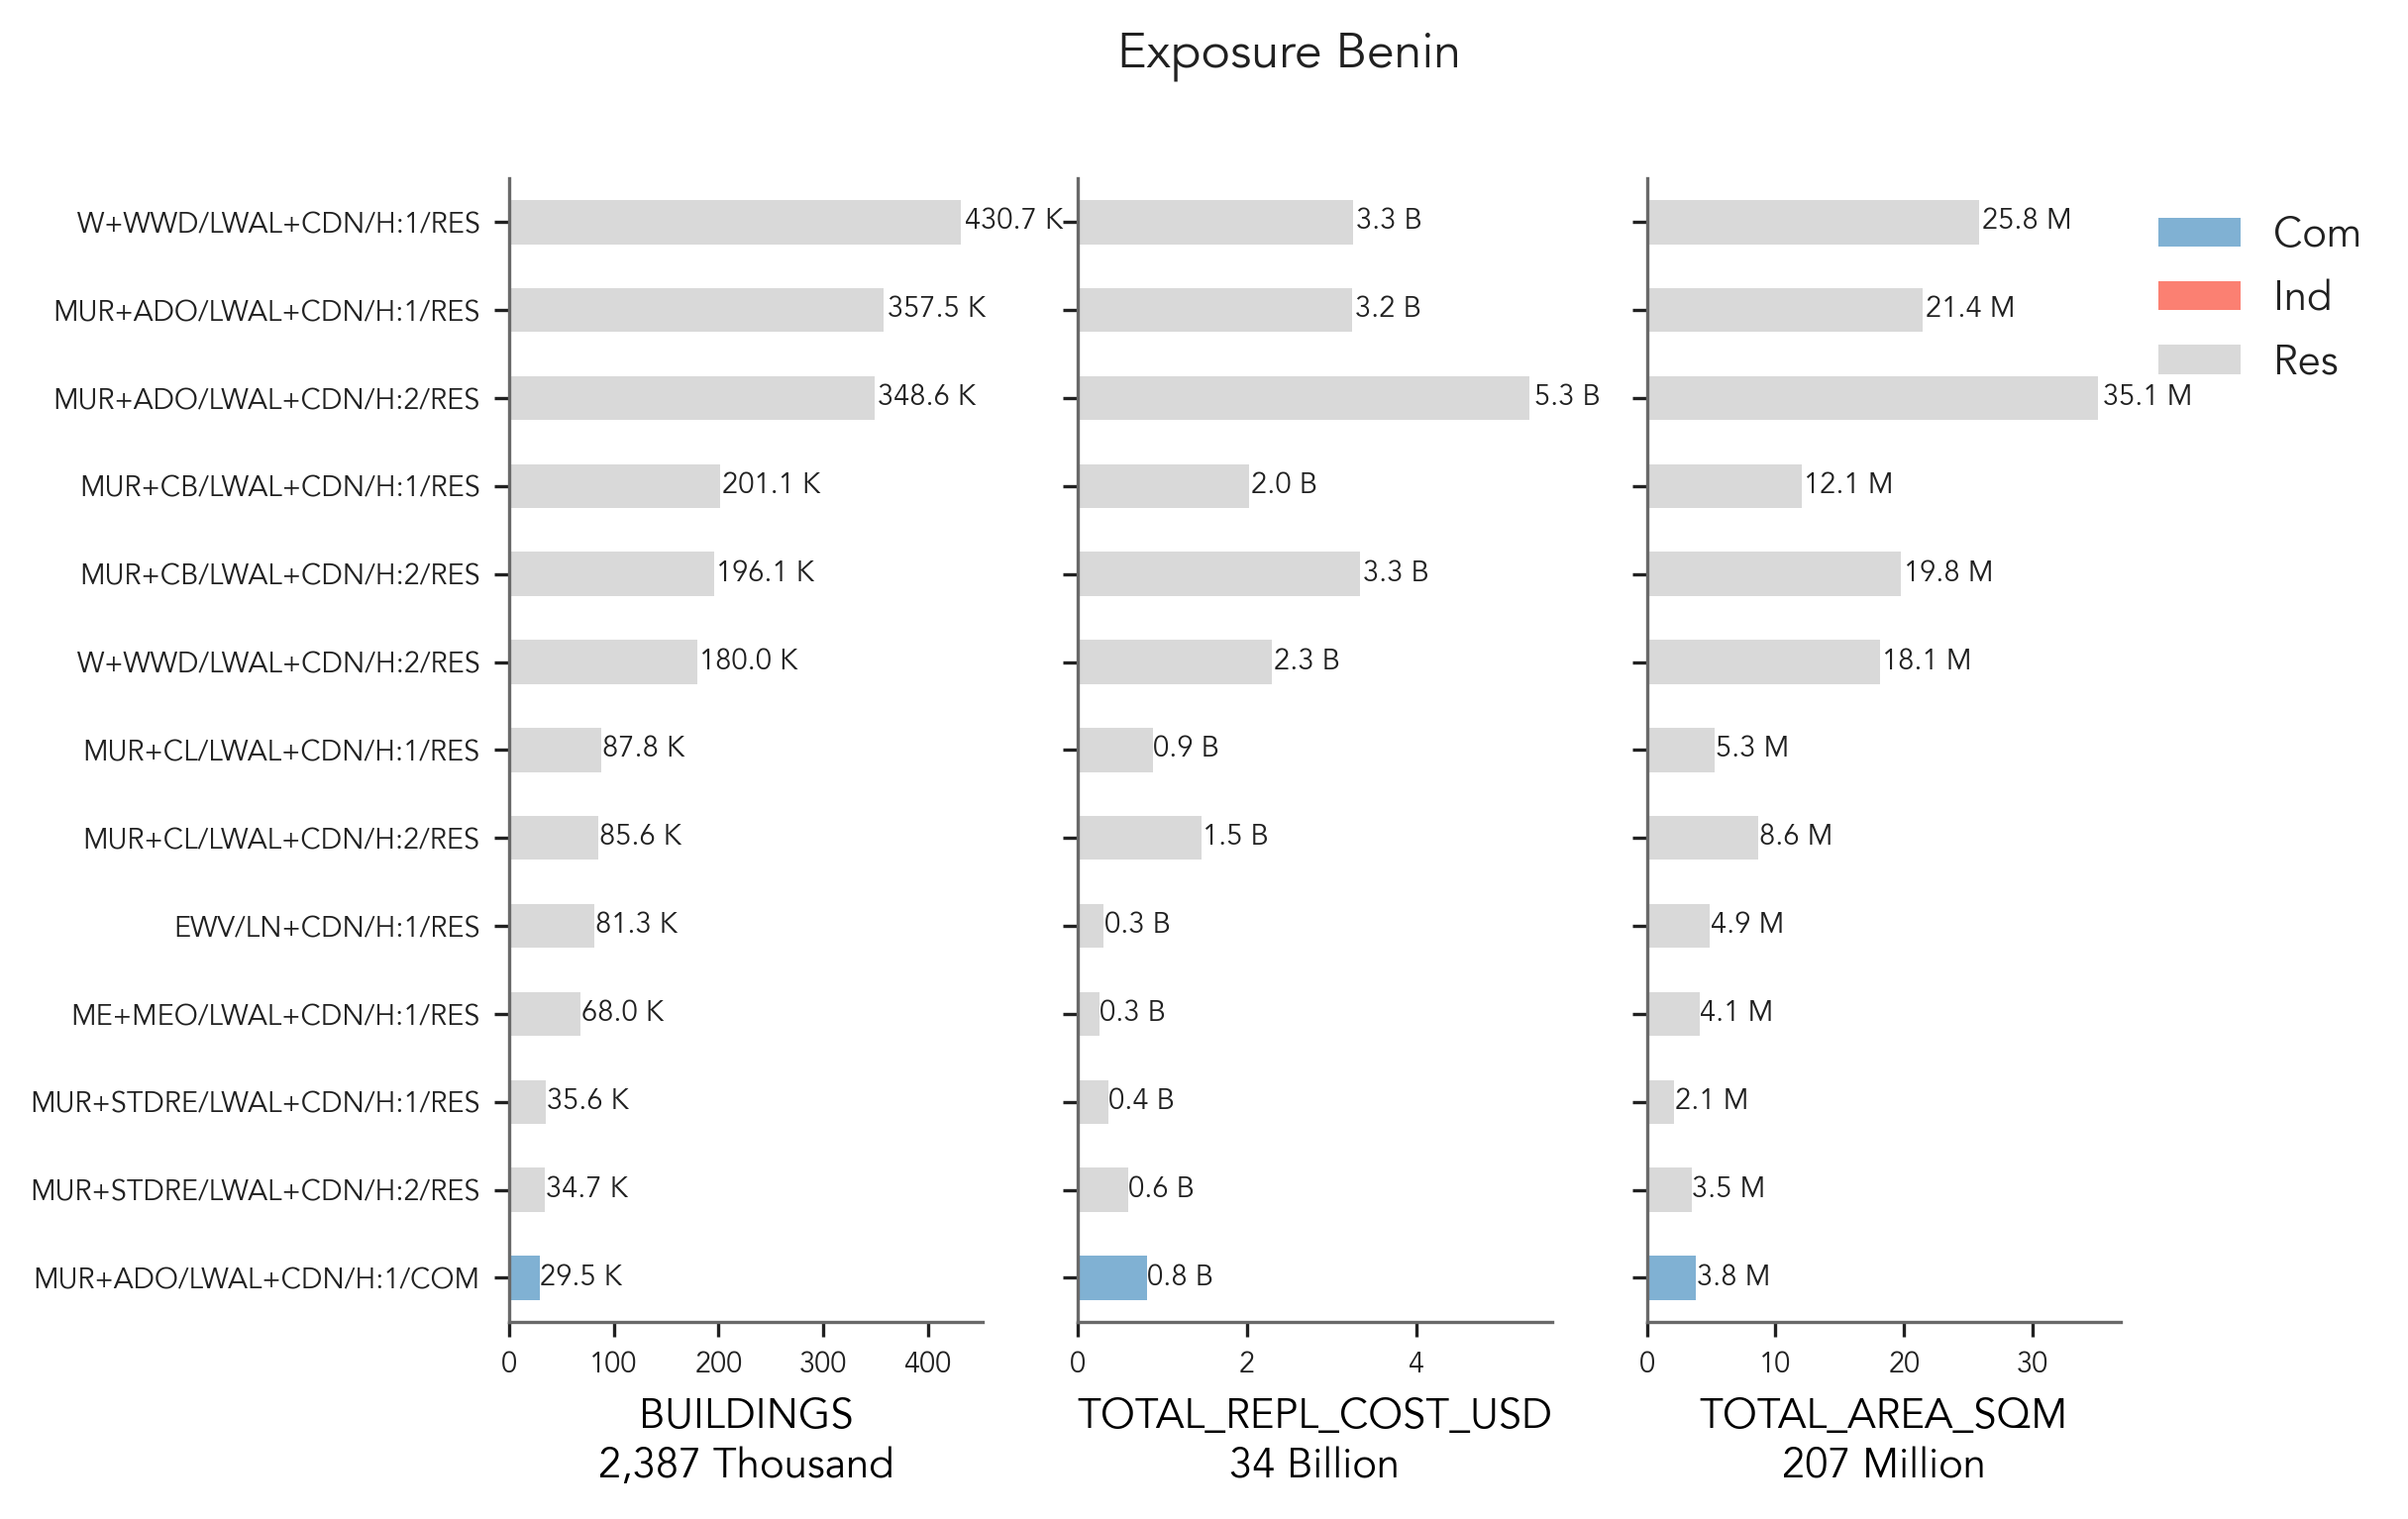 Exposure Benin
W+WWD/LWAL+CDN/H:1/RES 430.7 K 3.3 B 25.8 M
MUR+ADO/LWAL+CDN/H:1/RES 357.5 K 3.2 B 21.4 M
MUR+ADO/LWAL+CDN/H:2/RES 348.6 K 5.3 B 35.1 M
MUR+CB/LWAL+CDN/H:1/RES 201.1 K 2.0 B 12.1 M
MUR+CB/LWAL+CDN/H:2/RES 196.1 K 3.3 B 19.8 M
W+WWD/LWAL+CDN/H:2/RES 180.0 K 2.3 B 18.1 M
MUR+CL/LWAL+CDN/H:1/RES 87.8 K 0.9 B 5.3 M
MUR+CL/LWAL+CDN/H:2/RES 85.6 K 1.5 B 8.6 M
EWV/LN+CDN/H:1/RES 81.3 K 0.3 B 4.9 M
ME+MEO/LWAL+CDN/H:1/RES 68.0 K 0.3 B 4.1 M
MUR+STDRE/LWAL+CDN/H:1/RES 35.6 K 0.4 B 2.1 M
MUR+STDRE/LWAL+CDN/H:2/RES 34.7 K 0.6 B 3.5 M
MUR+ADO/LWAL+CDN/H:1/COM 29.5 K 0.8 B 3.8 M
0 100 200 300 400
BUILDINGS
2,387 Thousand
0 2 4
TOTAL_REPL_COST_USD
34 Billion
0 10 20 30
TOTAL_AREA_SQM
207 Million
Com
Ind
Res